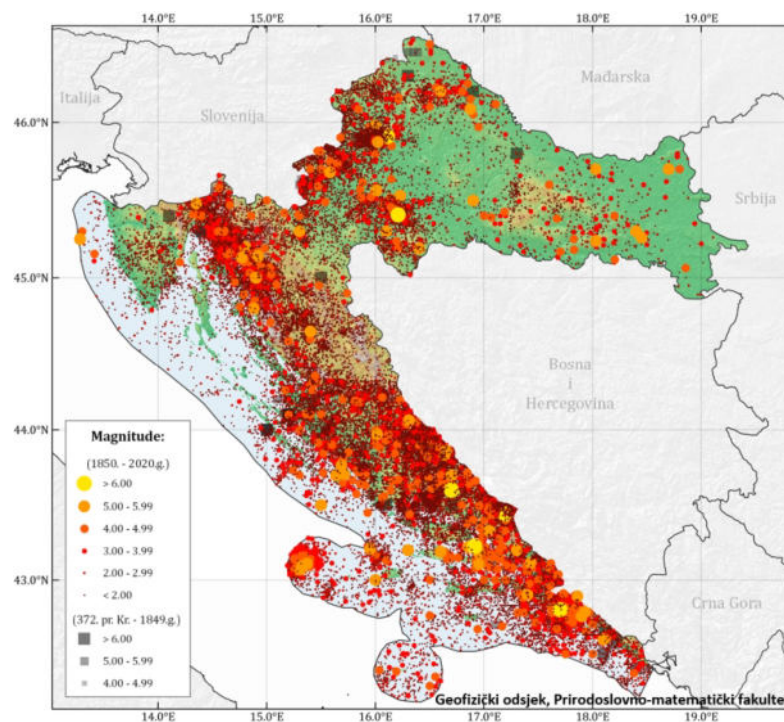 14.0°E 15.0°E 16.0°E 17.0°E 18.0°E 19.0°E
Mađarska
Italija
Slovenija
46.0°N
Srbija
45.0°N
Bosna
i
Hercegovina
44.0°N
Magnitude:
(1850. - 2020.g.)
> 6.00
5.00 - 5.99
4.00 - 4.99
3.00 - 3.99
2.00 - 2.99
< 2.00
(372. pr. Kr. - 1849.g.)
> 6.00
5.00 - 5.99
4.00 - 4.99
43.0°N
Crna Gora
Geofizički odsjek, Prirodoslovno-matematički fakulte
14.0°E 15.0°E 16.0°E 17.0°E 18.0°E 19.0°E